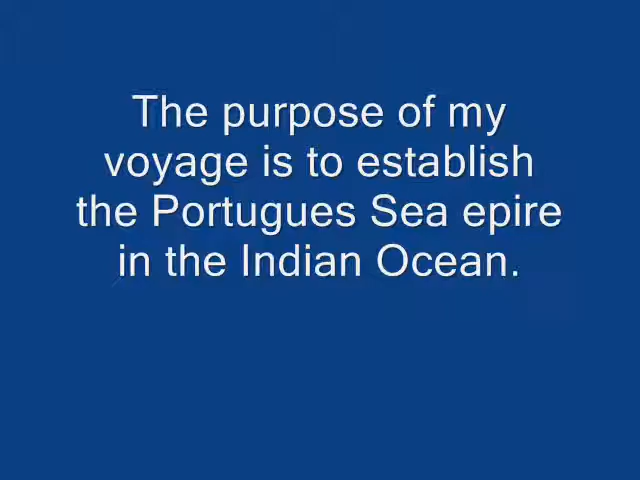 The purpose of my
voyage is to establish
the Portugues Sea epire
in the Indian Ocean.